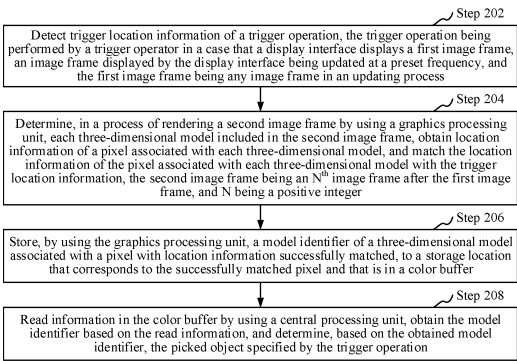 Step 202
Detect trigger location information of a trigger operation, the trigger operation being
performed by a trigger operator in a case that a display interface displays a first image frame,
an image frame displayed by the display interface being updated at a preset frequency, and
the first image frame being any image frame in an updating process
Step 204
Determine, in a process of rendering a second image frame by using a graphics processing
unit, each three-dimensional model included in the second image frame, obtain location
information of a pixel associated with each three-dimensional model, and match the location
information of the pixel associated with each three-dimensional model with the trigger
location information, the second image frame being an Nth image frame after the first image
frame, and N being a positive integer
Step 206
Store, by using the graphics processing unit, a model identifier of a three-dimensional model
associated with a pixel with location information successfully matched, to a storage location
that corresponds to the successfully matched pixel and that is in a color buffer
Step 208
Read information in the color buffer by using a central processing unit, obtain the model
identifier based on the read information, and determine, based on the obtained model
identifier, the picked object specified by the trigger operation